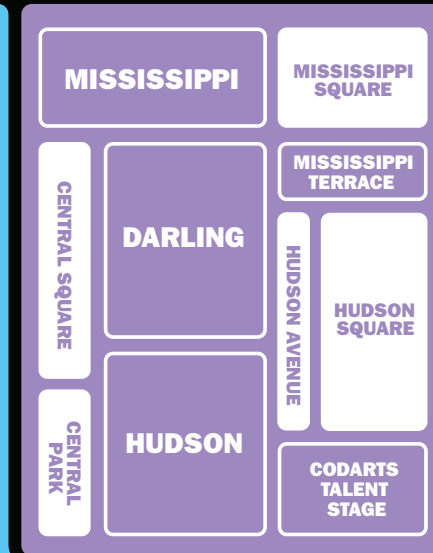 MISSISSIPPI
MISSISSIPPI
SQUARE
MISSISSIPPI
TERRACE
CENTRAL SQUARE
DARLING
HUDSON AVENUE
HUDSON
SQUARE
CENTRAL
PARK
HUDSON
CODARTS
TALENT
STAGE